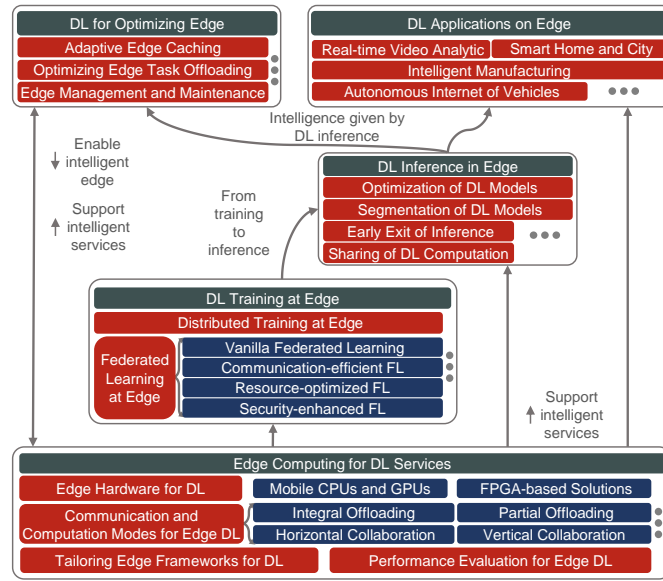 DL for Optimizing Edge
Adaptive Edge Caching
Optimizing Edge Task Offloading
Edge Management and Maintenance
DL Applications on Edge
Real-time Video Analytic
Smart Home and City
Intelligent Manufacturing
Autonomous Internet of Vehicles
Intelligence given by
DL inference
Enable
intelligent
edge
Support
intelligent
services
From
training
to
inference
DL Inference in Edge
Optimization of DL Models
Segmentation of DL Models
Early Exit of Inference
Sharing of DL Computation
DL Training at Edge
Distributed Training at Edge
Federated
Learning
at Edge
Vanilla Federated Learning
Communication-efficient FL
Resource-optimized FL
Security-enhanced FL
Support
intelligent
services
Edge Computing for DL Services
Edge Hardware for DL
Mobile CPUs and GPUs
FPGA-based Solutions
Communication and
Computation Modes for Edge DL
Integral Offloading
Partial Offloading
Horizontal Collaboration
Vertical Collaboration
Tailoring Edge Frameworks for DL
Performance Evaluation for Edge DL